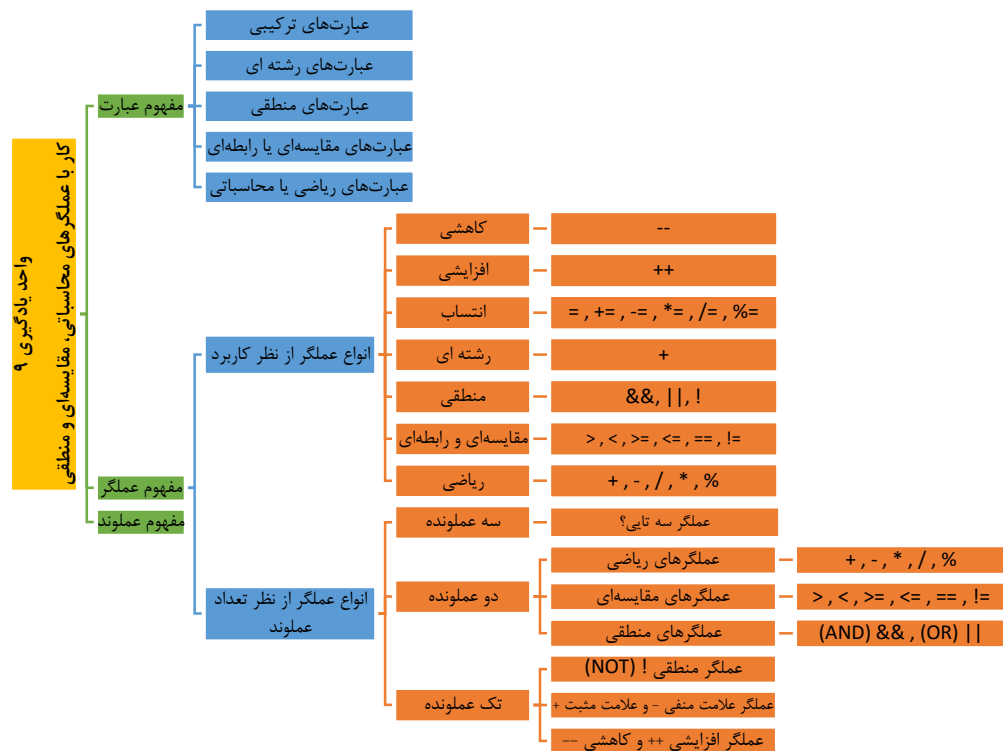 واحد یادگیری ۹
کار با عملگرهای محاسباتی، مقایسه‌ای و منطقی
مفهوم عبارت
عبارت‌های ترکیبی
عبارت‌های رشته ای
عبارت‌های منطقی
عبارت‌های مقایسه‌ای یا رابطه‌ای
عبارت‌های ریاضی یا محاسباتی
مفهوم عملگر
انواع عملگر از نظر کاربرد
کاهشی
--
افزایشی
++
انتساب
= , += , -= , *= , /= , %=
رشته ای
+
منطقی
&&, ||, !
مقایسه‌ای و رابطه‌ای
> , < , >= , <= , == , !=
ریاضی
+ , - , / , * , %
انواع عملگر از نظر تعداد
عملوند
سه عملونده
عملگر سه تایی؟
دو عملونده
عملگرهای ریاضی
+ , - , * , / , %
عملگرهای مقایسه‌ای
> , < , >= , <= , == , !=
عملگرهای منطقی
(AND) && , (OR) ||
تک عملونده
عملگر منطقی ! (NOT)
عملگر علامت منفی - و علامت مثبت +
عملگر افزایشی ++ و کاهشی --
مفهوم عملوند